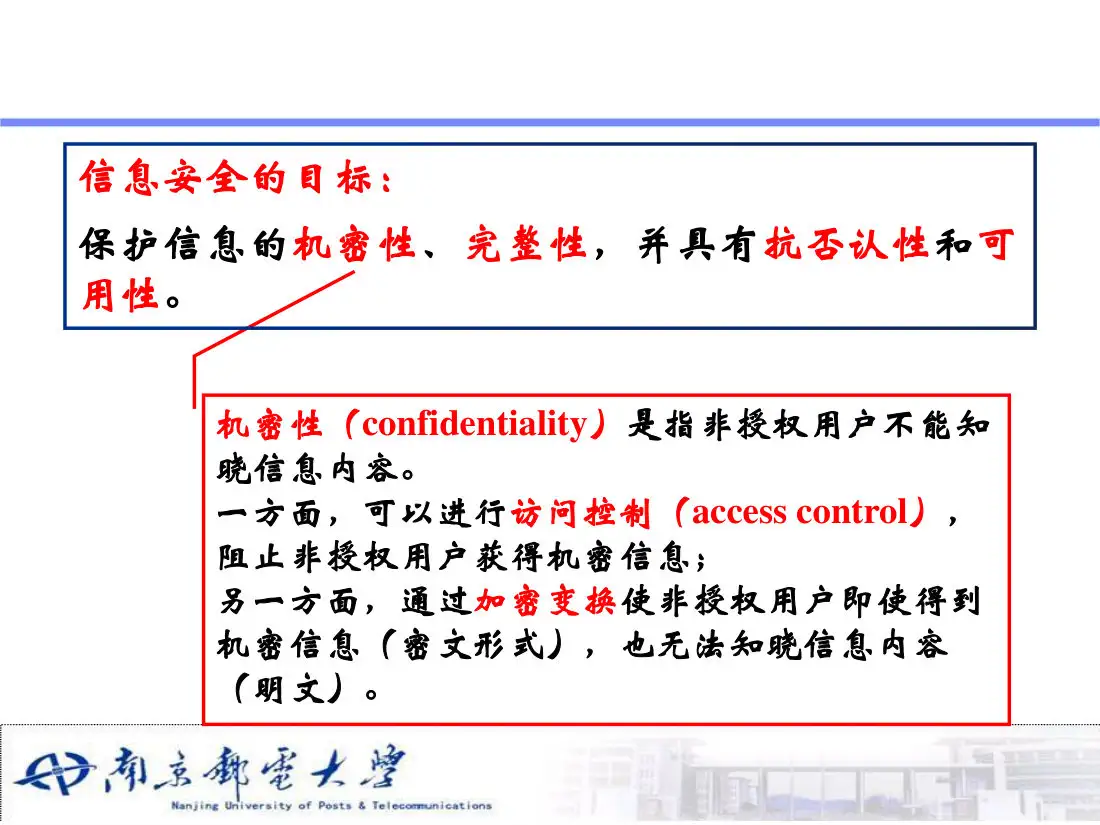 信息安全的目标：
保护信息的机密性、完整性，并具有抗否认性和可
用性。
机密性（confidentiality）是指非授权用户不能知
晓信息内容。
一方面，可以进行访问控制（access control），
阻止非授权用户获得机密信息；
另一方面，通过加密变换使非授权用户即使得到
机密信息（密文形式），也无法知晓信息内容
（明文）。
南京郵電大學
Nanjing University of Posts & Telecommunications